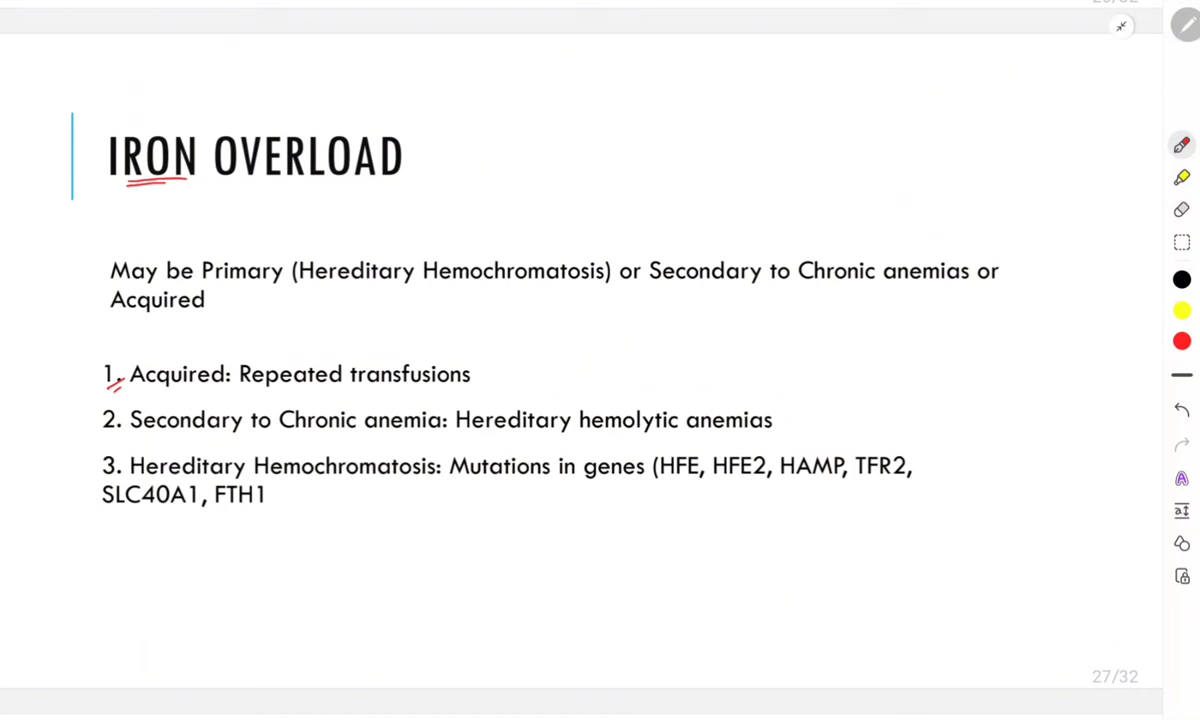 IRON OVERLOAD
May be Primary (Hereditary Hemochromatosis) or Secondary to Chronic anemias or
Acquired
1. Acquired: Repeated transfusions
2. Secondary to Chronic anemia: Hereditary hemolytic anemias
3. Hereditary Hemochromatosis: Mutations in genes (HFE, HFE2, HAMP, TFR2,
SLC40A1, FTH1
27/32